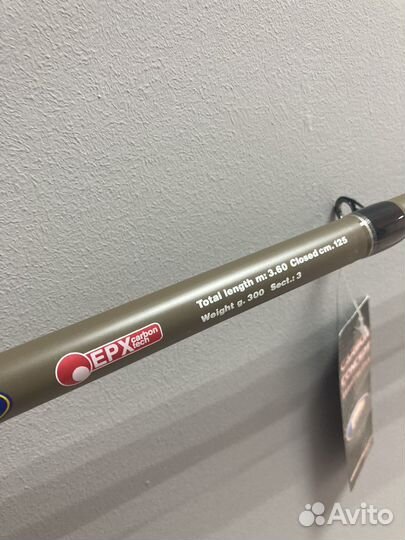 Total length m: 3.60 Closed cm. 125
Weight g. 300 Sect.: 3
EPX carbon
tech
Avito